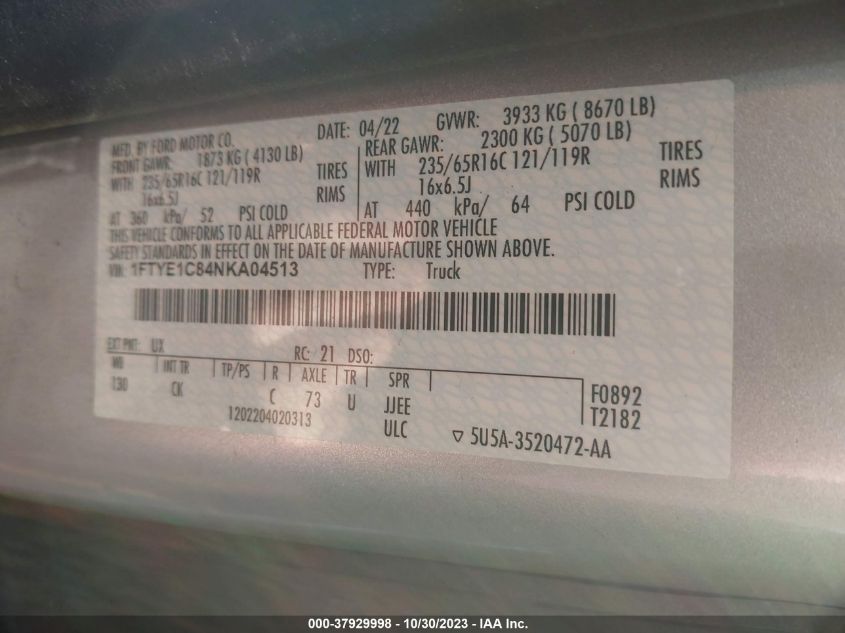 MFD. BY FORD MOTOR CO.
DATE: 04/22 GVWR: 3933 KG ( 8670 LB)
FRONT GAWR: 1873 KG ( 4130 LB)
WITH 235/65R16C 121/119R TIRES
16x6.5J RIMS
AT 360 kPa/ 52 PSI COLD
REAR GAWR: 2300 KG ( 5070 LB)
WITH 235/65R16C 121/119R TIRES
16x6.5J RIMS
AT 440 kPa/ 64 PSI COLD
THIS VEHICLE CONFORMS TO ALL APPLICABLE FEDERAL MOTOR VEHICLE
SAFETY STANDARDS IN EFFECT ON THE DATE OF MANUFACTURE SHOWN ABOVE.
VIN: 1FTYE1C84NKA04513 TYPE: Truck
EXT PNT: UX RC: 21 DSO:
WB INT TR TP/PS R AXLE TR SPR
130 CK C 73 U JJEE F0892
1202204020313 ULC T2182
5U5A-3520472-AA
000-37929998 - 10/30/2023 - IAA Inc.